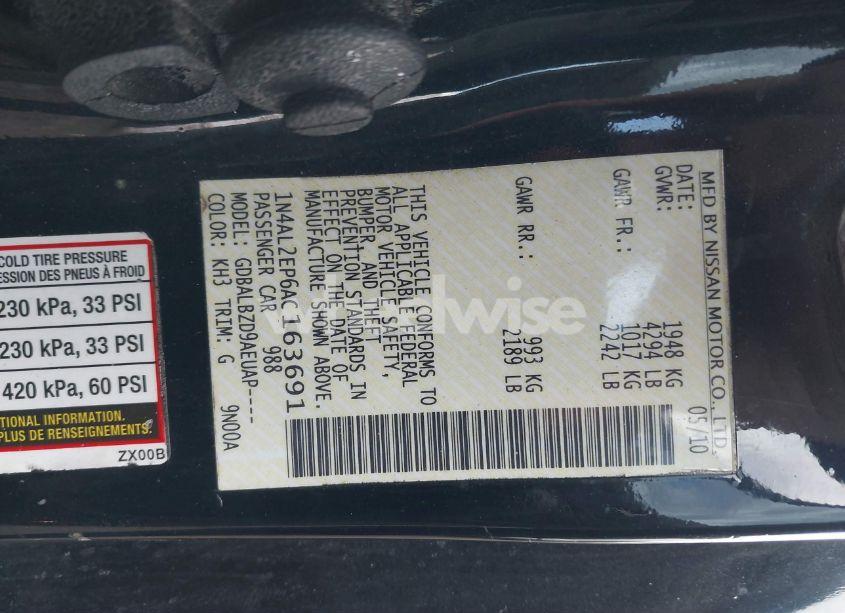 COLD TIRE PRESSURE
ESSION DES PNEUS À FROID
230 kPa, 33 PSI
230 kPa, 33 PSI
420 kPa, 60 PSI
TIONAL INFORMATION.
PLUS DE RENSEIGNEMENTS.
ZX00B
MFD BY NISSAN MOTOR CO., LTD.
DATE: 05/10
GVWR: 1948 KG
4294 LB
GAWR FR.: 1017 KG
2242 LB
GAWR RR.: 993 KG
2189 LB
THIS VEHICLE CONFORMS TO
ALL APPLICABLE FEDERAL
MOTOR VEHICLE SAFETY,
BUMPER, AND THEFT
PREVENTION STANDARDS IN
EFFECT ON THE DATE OF
MANUFACTURE SHOWN ABOVE.
1N4AL2EP6AC163691
PASSENGER CAR 988
MODEL: GDBALBZD9AEUAP----
COLOR: KH3 TRIM: G 9N00A